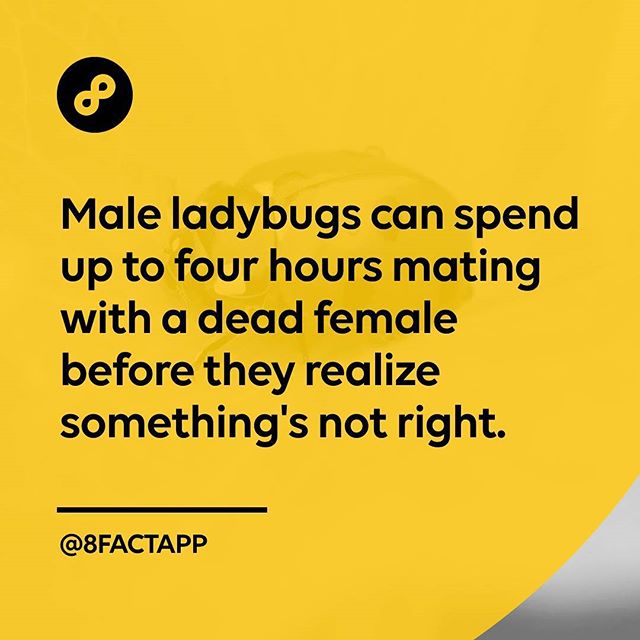 Male ladybugs can spend
up to four hours mating
with a dead female
before they realize
something's not right.
@8FACTAPP